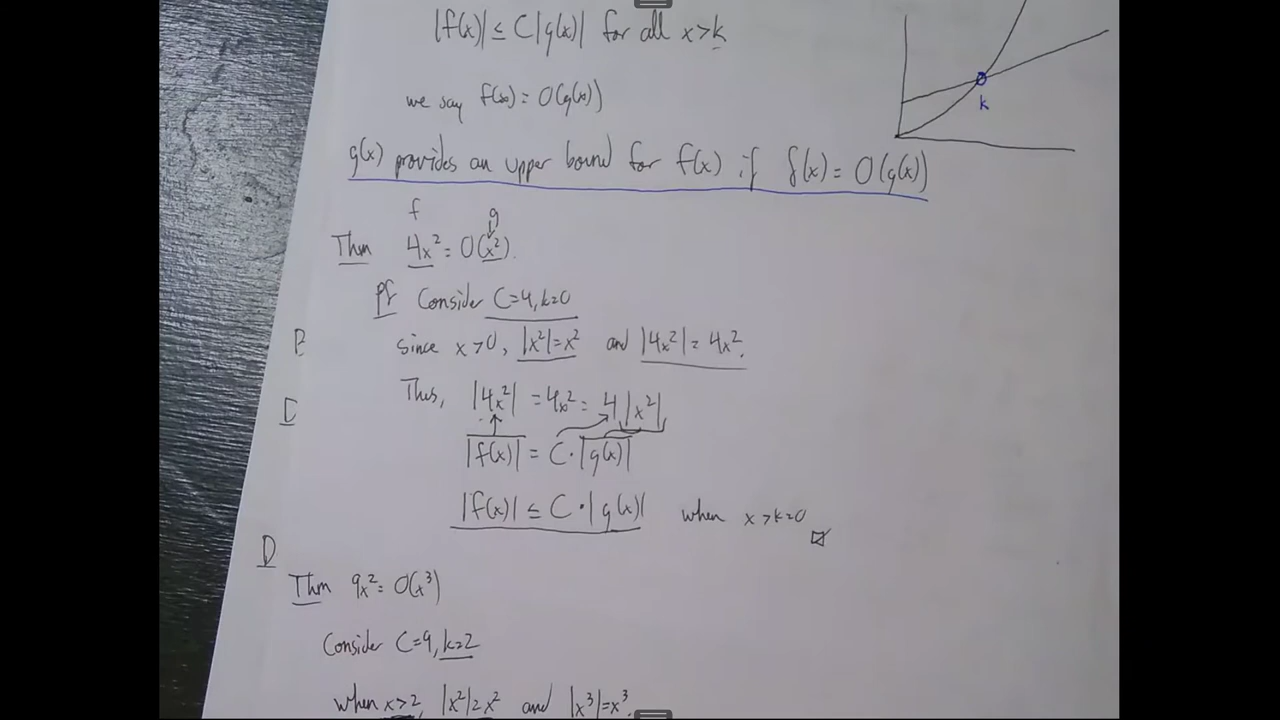 |f(x)| ≤ C|g(x)| for all x>k
k
we say f(x) = O(g(x))
g(x) provides an upper bound for f(x) if f(x) = O(g(x))
f g
Thm 4x² = O(x²).
Pf Consider C=4, k=0
since x>0, |x²|=x² and |4x²| = 4x².
Thus, |4x²| = 4x² = 4|x²|
|f(x)| = C·|g(x)|
|f(x)| ≤ C·|g(x)| when x>k=0
D
Thm 9x² = O(x³)
Consider C=9, k=2
when x>2, |x²|=x² and |x³|=x³.